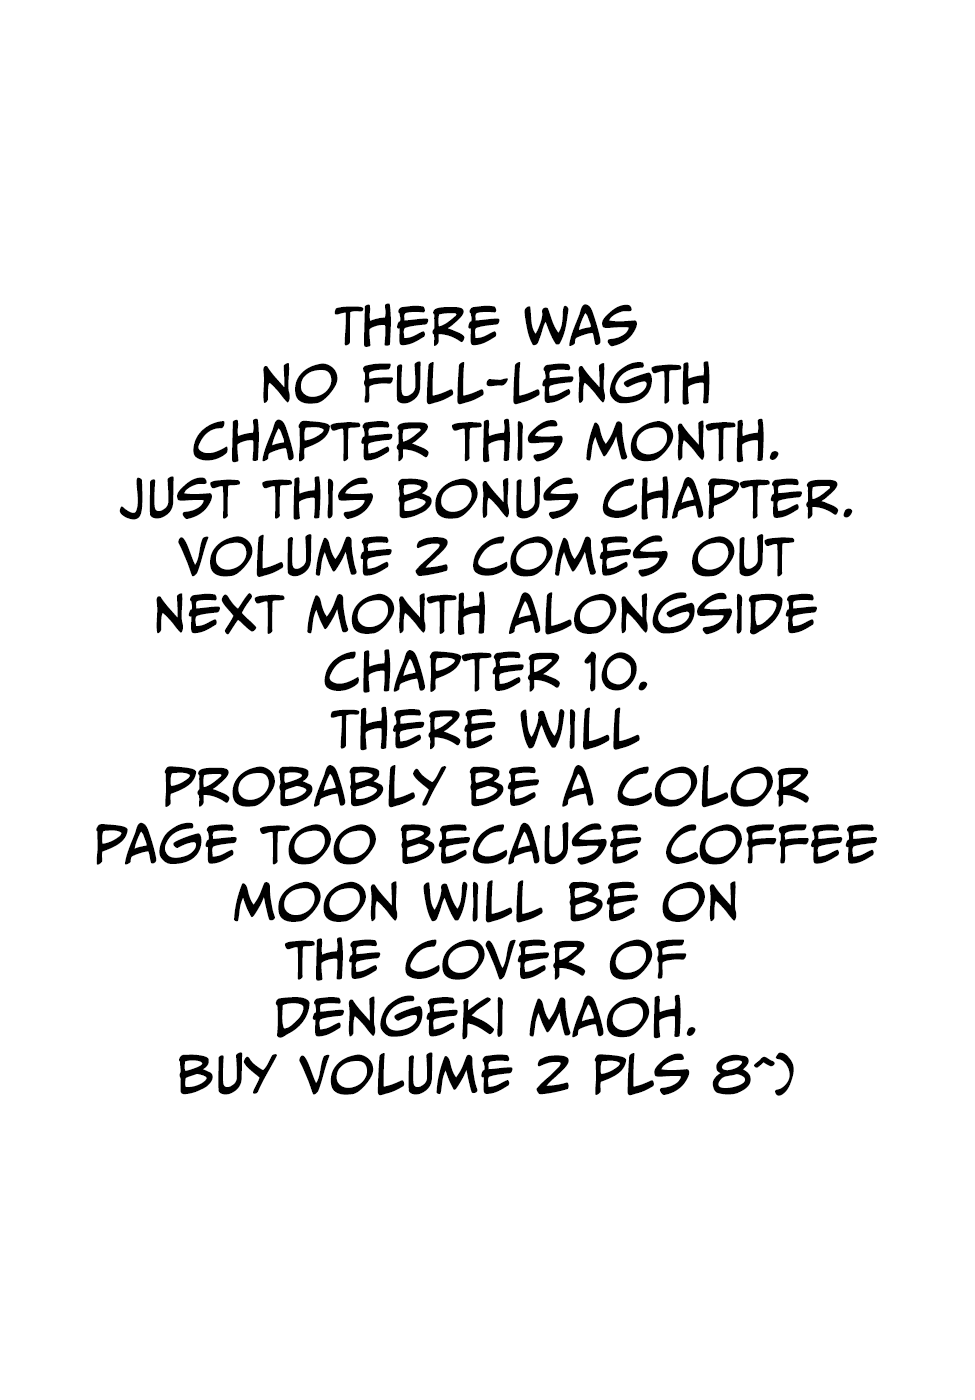 THERE WAS
NO FULL-LENGTH
CHAPTER THIS MONTH.
JUST THIS BONUS CHAPTER.
VOLUME 2 COMES OUT
NEXT MONTH ALONGSIDE
CHAPTER 10.
THERE WILL
PROBABLY BE A COLOR
PAGE TOO BECAUSE COFFEE
MOON WILL BE ON
THE COVER OF
DENGEKI MAOH.
BUY VOLUME 2 PLS 8^)